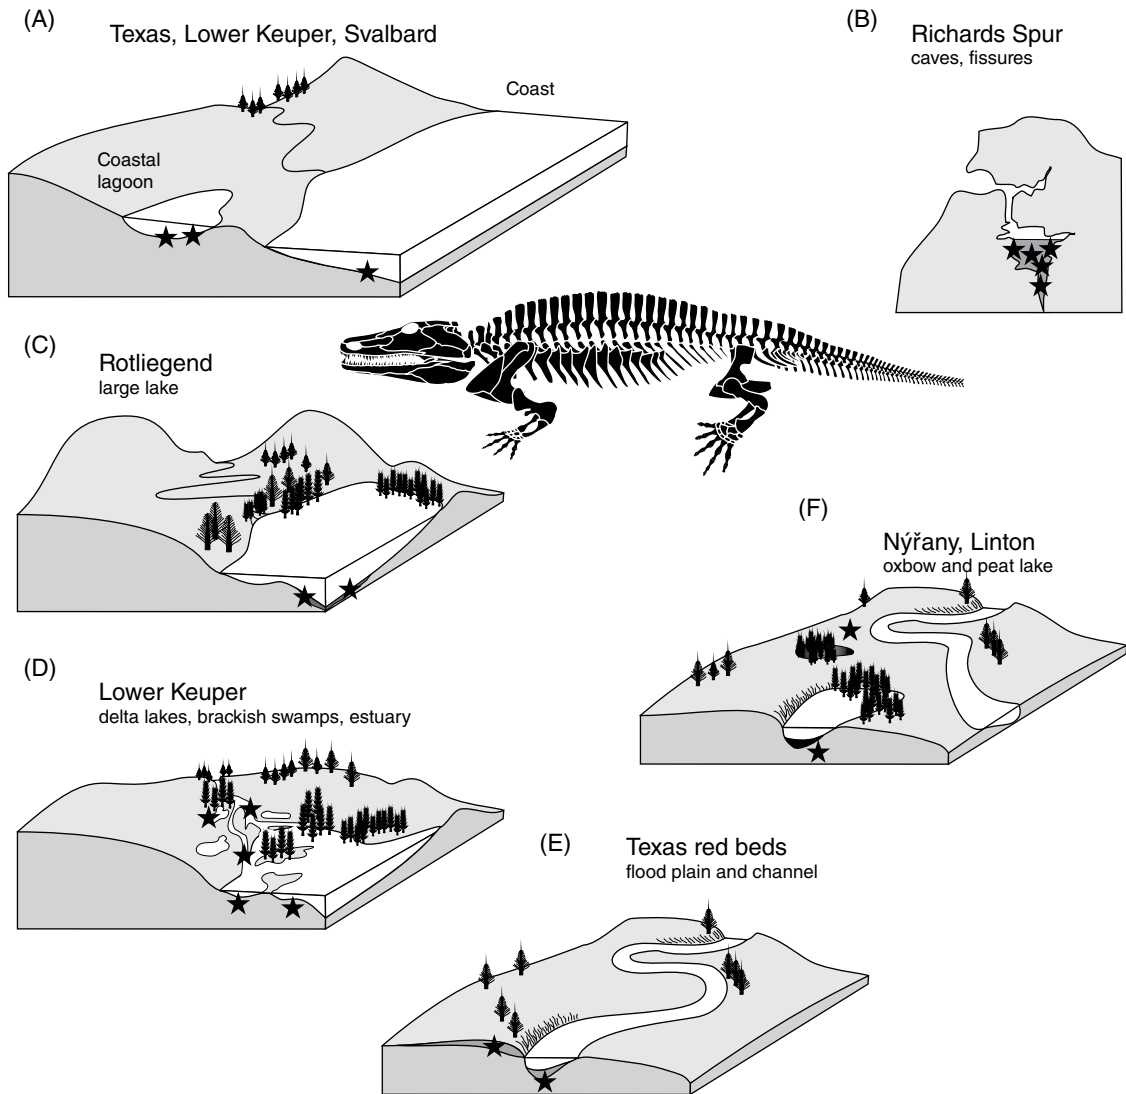 (A)
Texas, Lower Keuper, Svalbard
Coast
Coastal
lagoon
(B)
Richards Spur
caves, fissures
(C)
Rotliegend
large lake
(F)
Nýřany, Linton
oxbow and peat lake
(D)
Lower Keuper
delta lakes, brackish swamps, estuary
(E)
Texas red beds
flood plain and channel